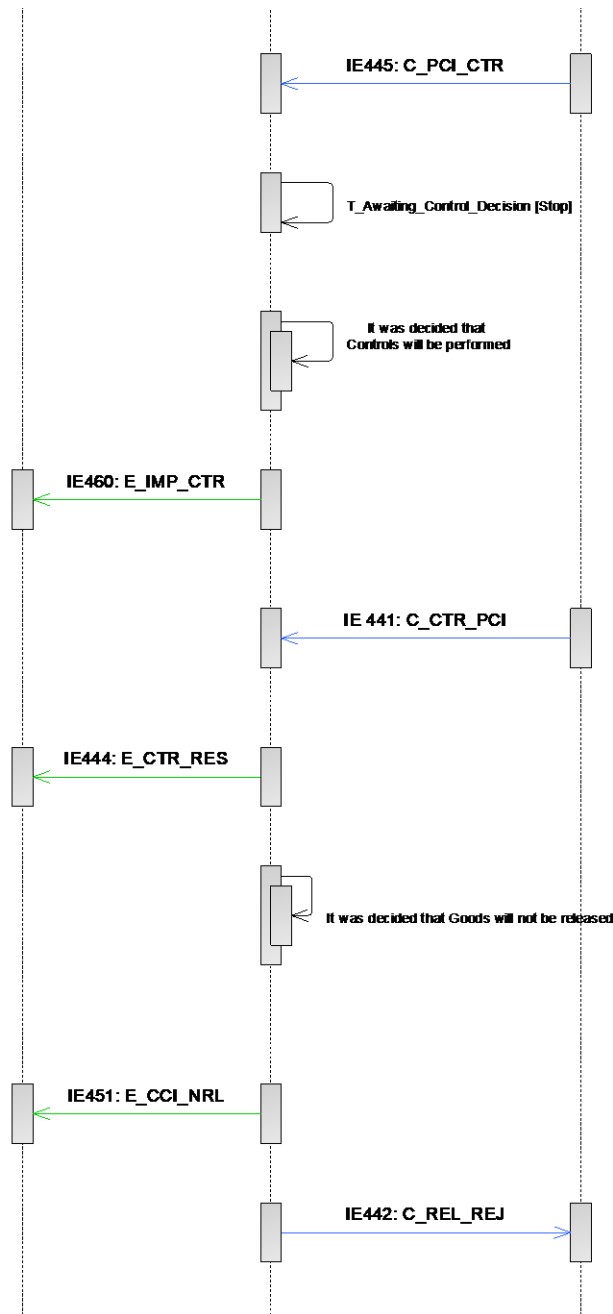 IE445: C_PCI_CTR
T_Awaiting_Control_Decision [Stop]
It was decided that
Controls will be performed
IE460: E_IMP_CTR
IE 441: C_CTR_PCI
IE444: E_CTR_RES
It was decided that Goods will not be released
IE451: E_CCI_NRL
IE442: C_REL_REJ